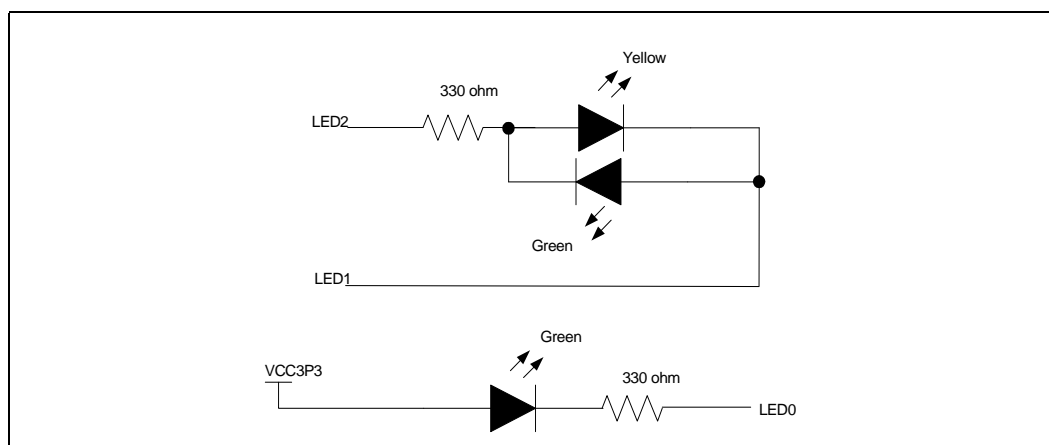 Yellow
330 ohm
LED2
Green
LED1
Green
VCC3P3
330 ohm
LED0